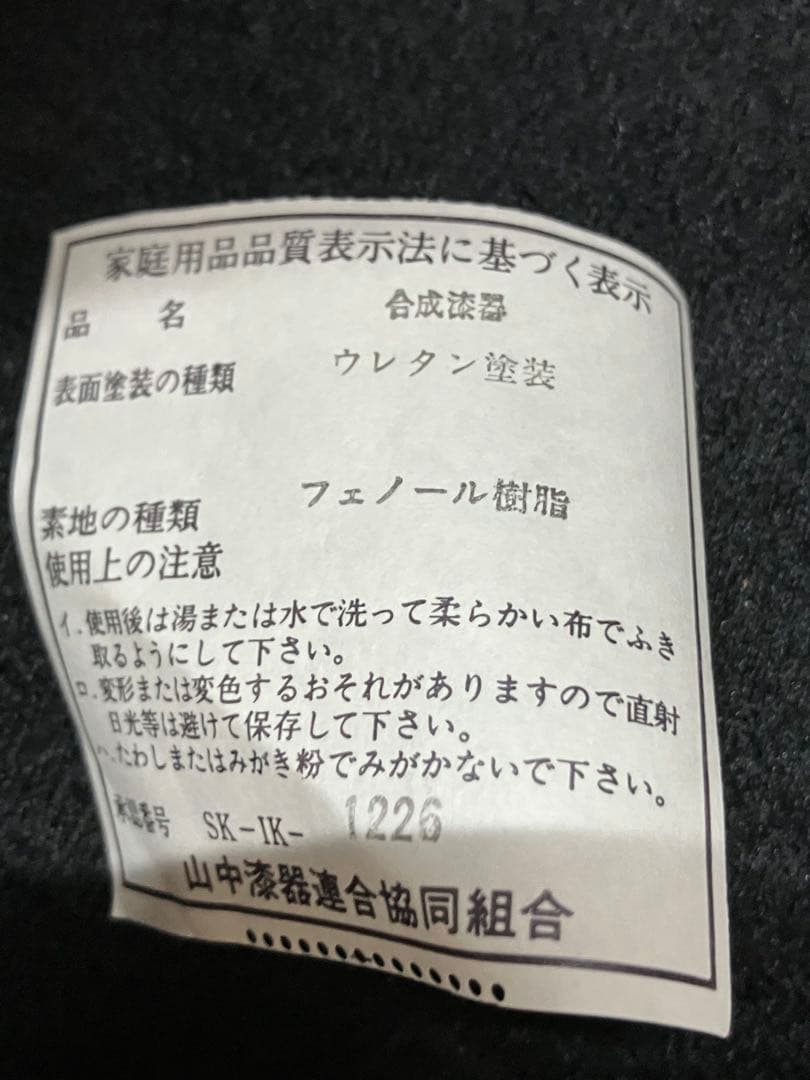 家庭用品品質表示法に基づく表示
品 名 合成漆器
表面塗装の種類 ウレタン塗装
素地の種類 フェノール樹脂
使用上の注意
イ.使用後は湯または水で洗って柔らかい布でふき
取るようにして下さい。
ロ.変形または変色するおそれがありますので直射
日光等は避けて保存して下さい。
ハ.たわしまたはみがき粉でみがかないで下さい。
承認番号 SK-IK- 1226
山中漆器連合協同組合